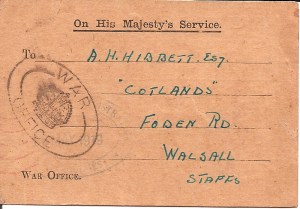 On His Majesty's Service.
To A. H. HIBBETT. ESQ.
WAR OFFICE
"COTLANDS"
FODEN RD.
WALSALL
STAFFS
WAR OFFICE.